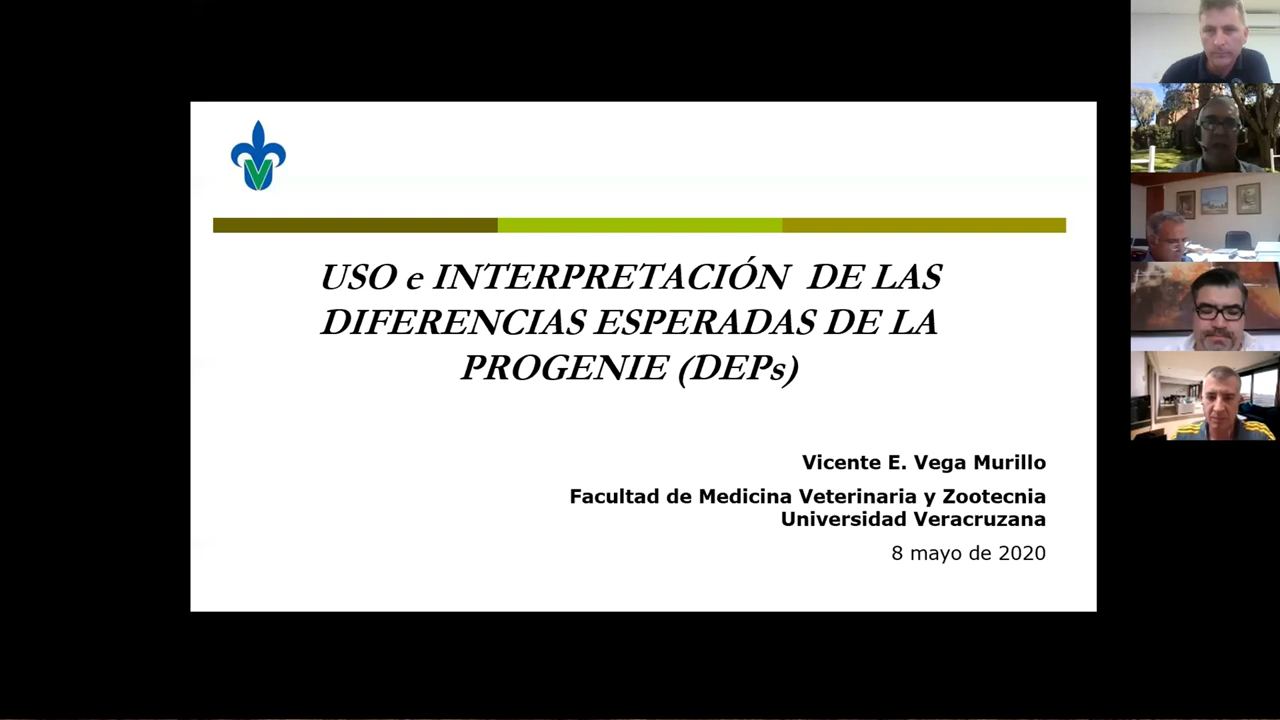 USO e INTERPRETACIÓN DE LAS
DIFERENCIAS ESPERADAS DE LA
PROGENIE (DEPs)
Vicente E. Vega Murillo
Facultad de Medicina Veterinaria y Zootecnia
Universidad Veracruzana
8 mayo de 2020